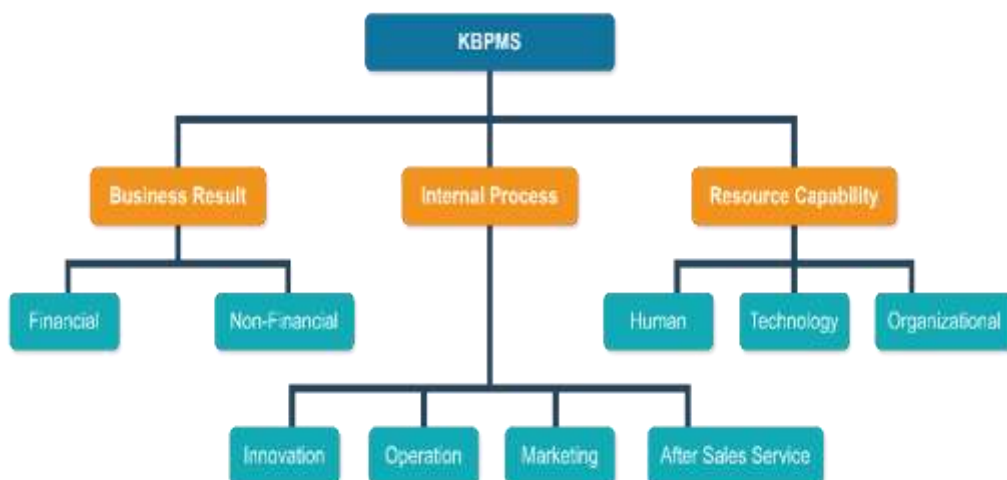 KBPMS
Business Result
Internal Process
Resource Capability
Financial
Non-Financial
Human
Technology
Organizational
Innovation
Operation
Marketing
After Sales Service